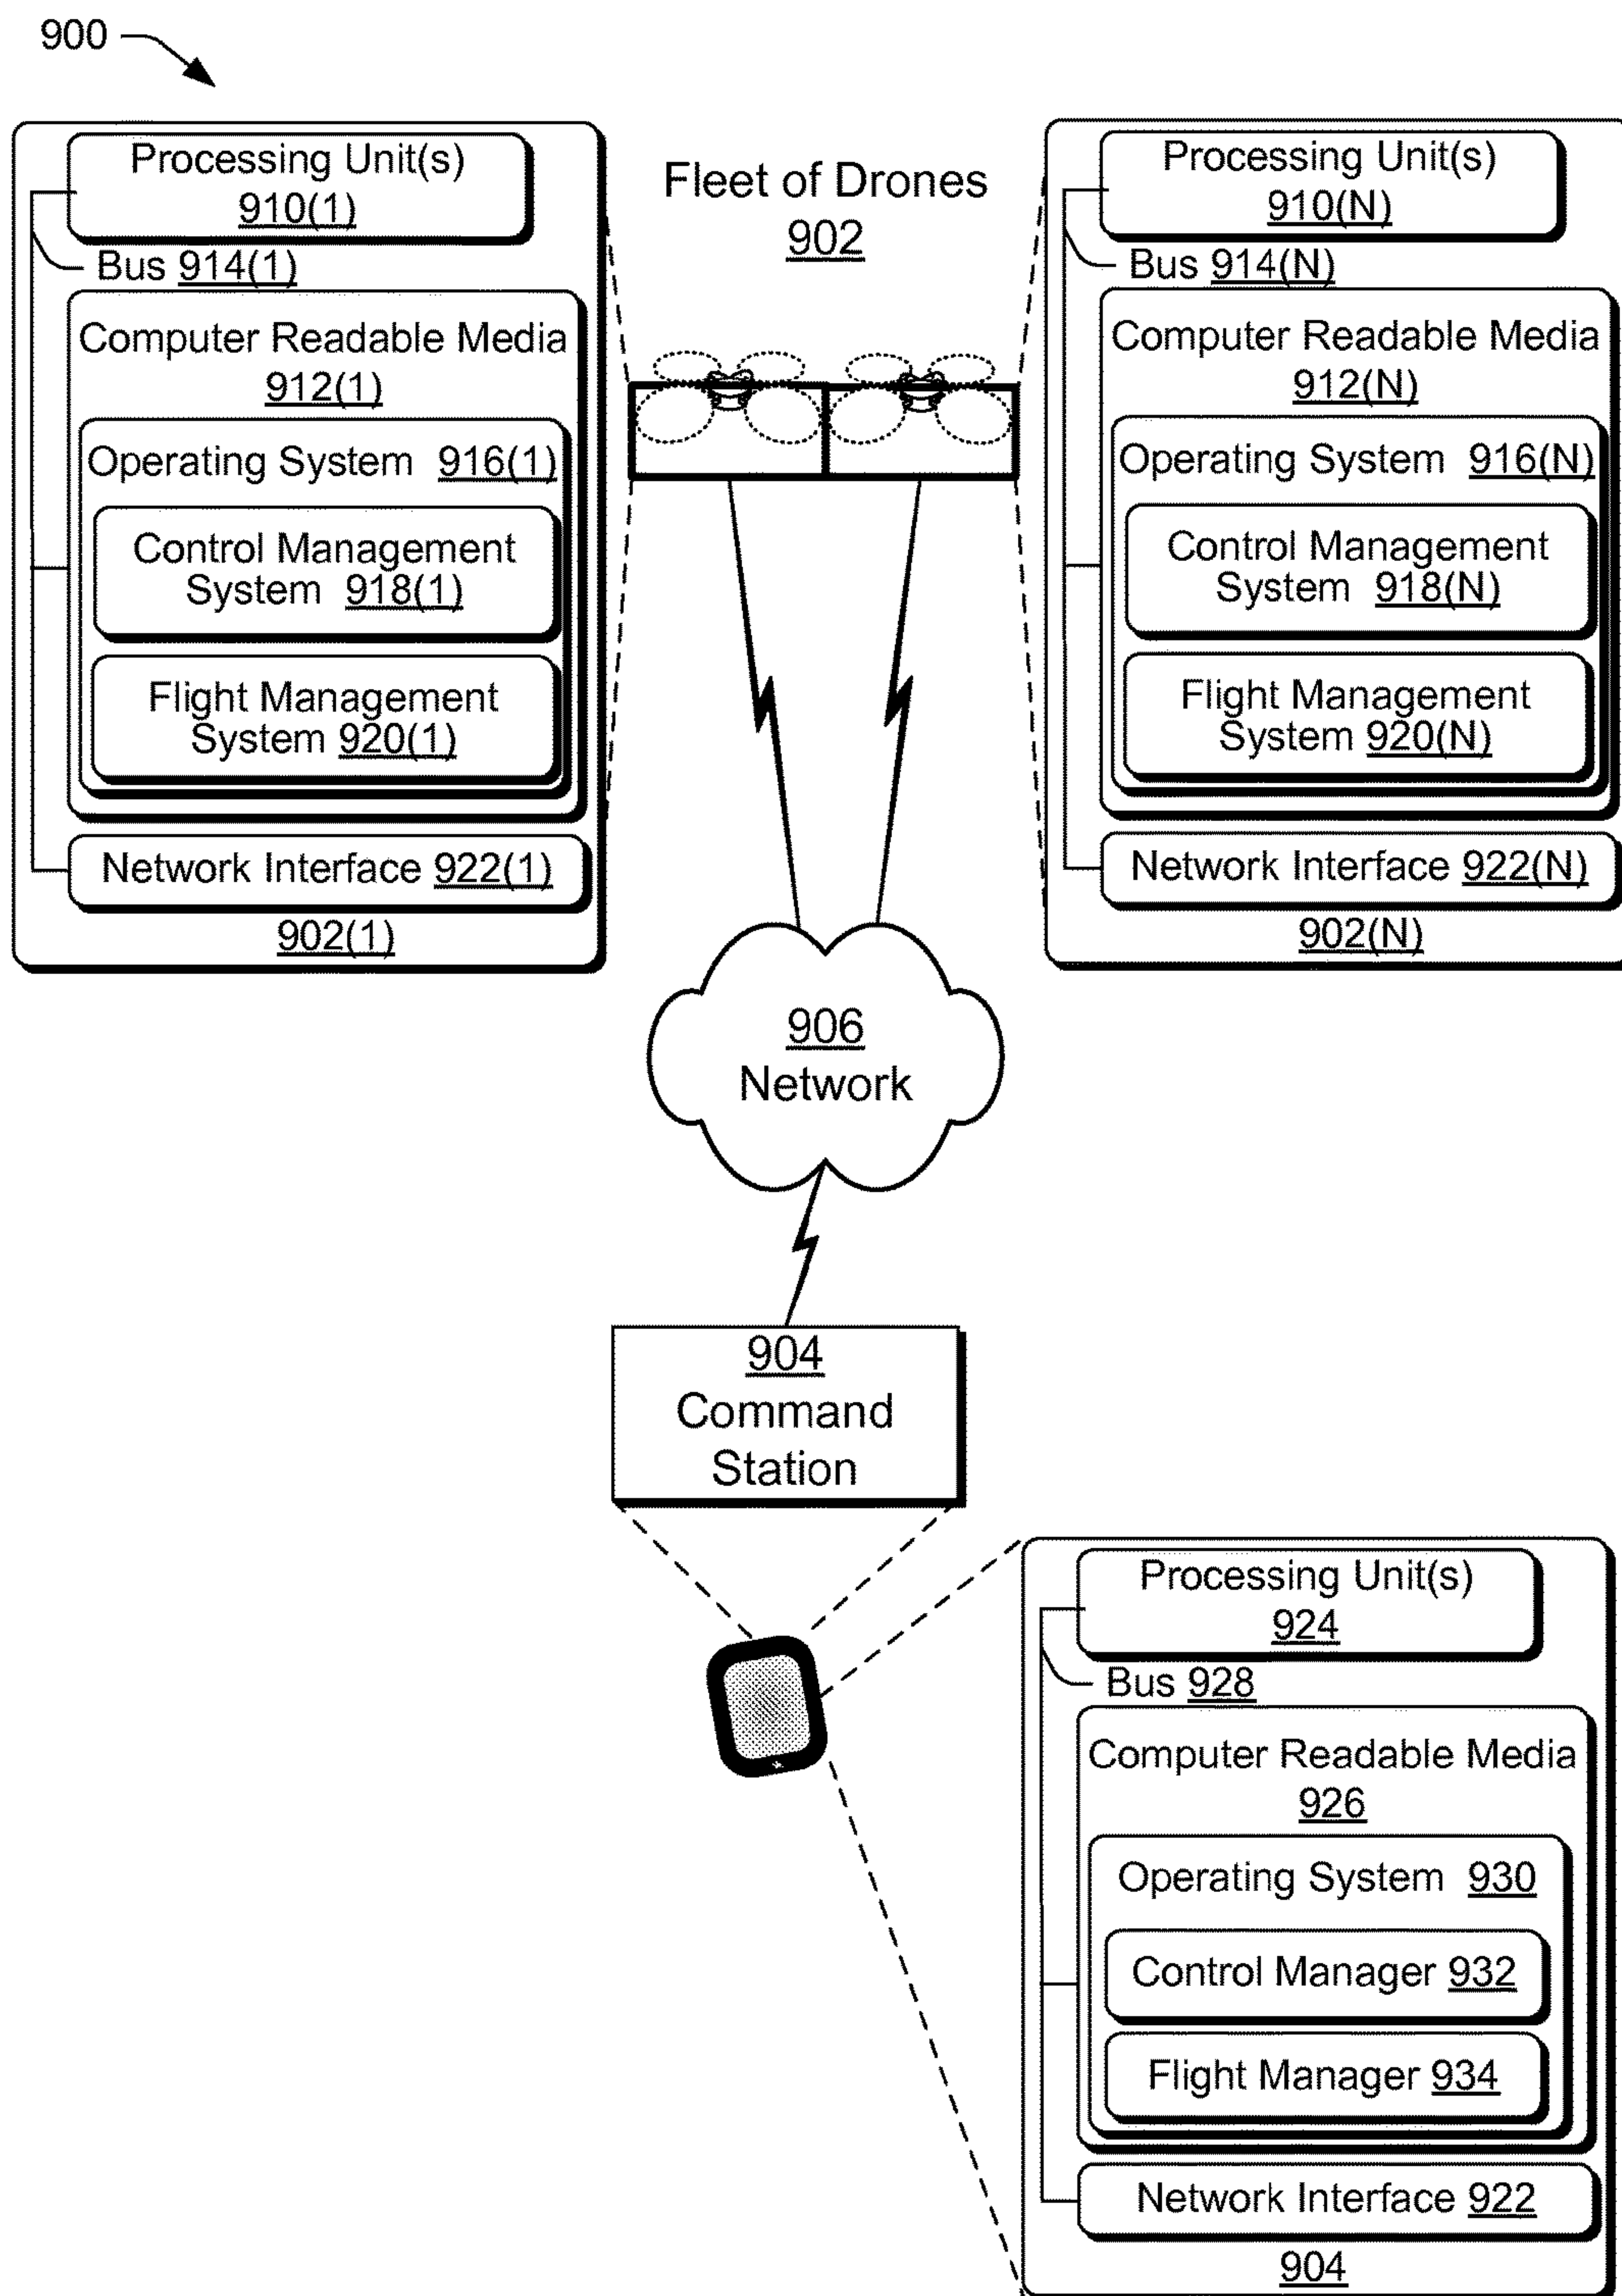 900
Processing Unit(s)
910(1)
Bus 914(1)
Computer Readable Media
912(1)
Operating System 916(1)
Control Management
System 918(1)
Flight Management
System 920(1)
Network Interface 922(1)
902(1)
Fleet of Drones
902
Processing Unit(s)
910(N)
Bus 914(N)
Computer Readable Media
912(N)
Operating System 916(N)
Control Management
System 918(N)
Flight Management
System 920(N)
Network Interface 922(N)
902(N)
906
Network
904
Command
Station
Processing Unit(s)
924
Bus 928
Computer Readable Media
926
Operating System 930
Control Manager 932
Flight Manager 934
Network Interface 922
904